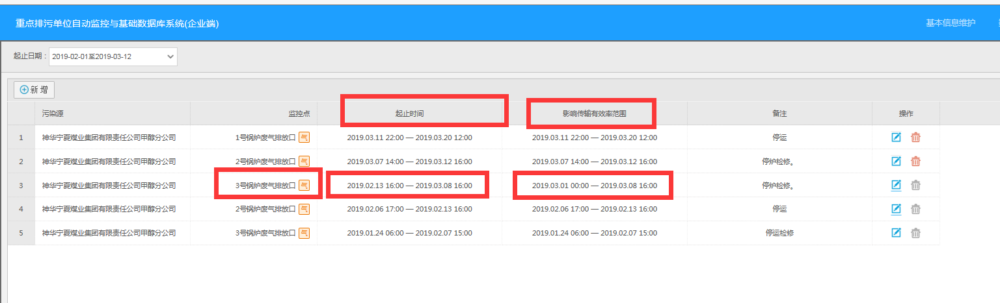 重点排污单位自动监控与基础数据库系统(企业端)
基本信息维护
起止日期： 2019-02-01至2019-03-12
新 增
污染源 监控点 起止时间 影响传输有效率范围 备注 操作
1 神华宁夏煤业集团有限责任公司甲醇分公司 1号锅炉废气排放口 气 2019.03.11 22:00 — 2019.03.20 12:00 2019.03.11 22:00 — 2019.03.20 12:00 停运
2 神华宁夏煤业集团有限责任公司甲醇分公司 2号锅炉废气排放口 气 2019.03.07 14:00 — 2019.03.12 16:00 2019.03.07 14:00 — 2019.03.12 16:00 停炉检修。
3 神华宁夏煤业集团有限责任公司甲醇分公司 3号锅炉废气排放口 气 2019.02.13 16:00 — 2019.03.08 16:00 2019.03.01 00:00 — 2019.03.08 16:00 停炉检修。
4 神华宁夏煤业集团有限责任公司甲醇分公司 2号锅炉废气排放口 气 2019.02.06 17:00 — 2019.02.13 16:00 2019.02.06 17:00 — 2019.02.13 16:00 停运
5 神华宁夏煤业集团有限责任公司甲醇分公司 3号锅炉废气排放口 气 2019.01.24 06:00 — 2019.02.07 15:00 2019.01.24 06:00 — 2019.02.07 15:00 停运检修